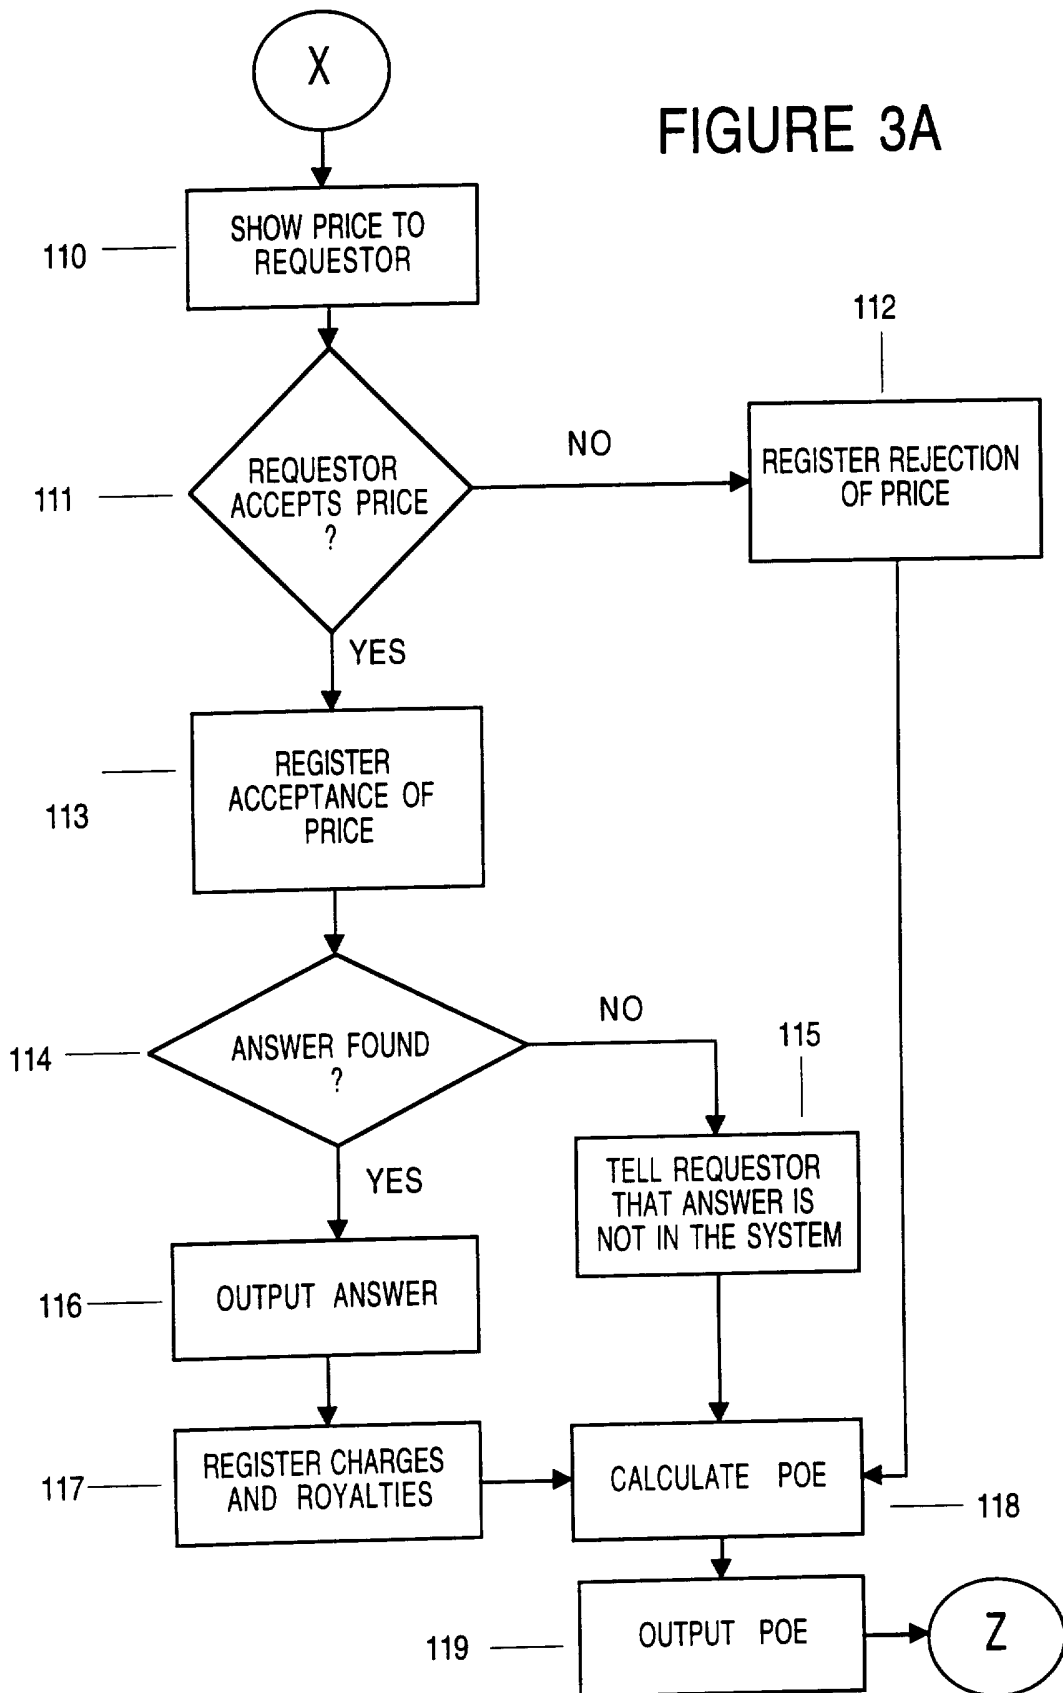 X
FIGURE 3A
110
SHOW PRICE TO
REQUESTOR
112
111
REQUESTOR
ACCEPTS PRICE
?
NO
REGISTER REJECTION
OF PRICE
YES
113
REGISTER
ACCEPTANCE OF
PRICE
114
ANSWER FOUND
?
NO
115
YES
TELL REQUESTOR
THAT ANSWER IS
NOT IN THE SYSTEM
116
OUTPUT ANSWER
117
REGISTER CHARGES
AND ROYALTIES
CALCULATE POE
118
119
OUTPUT POE
Z